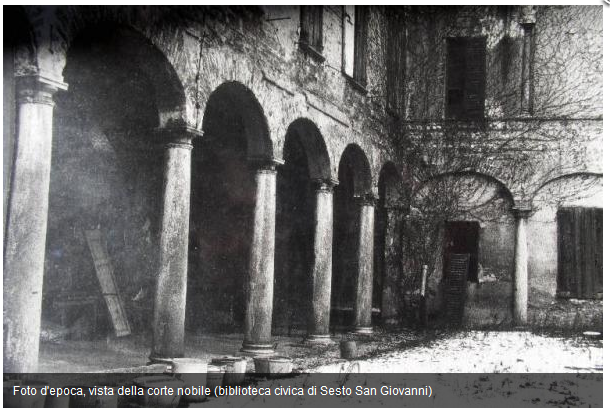 Foto d'epoca, vista della corte nobile (biblioteca civica di Sesto San Giovanni)